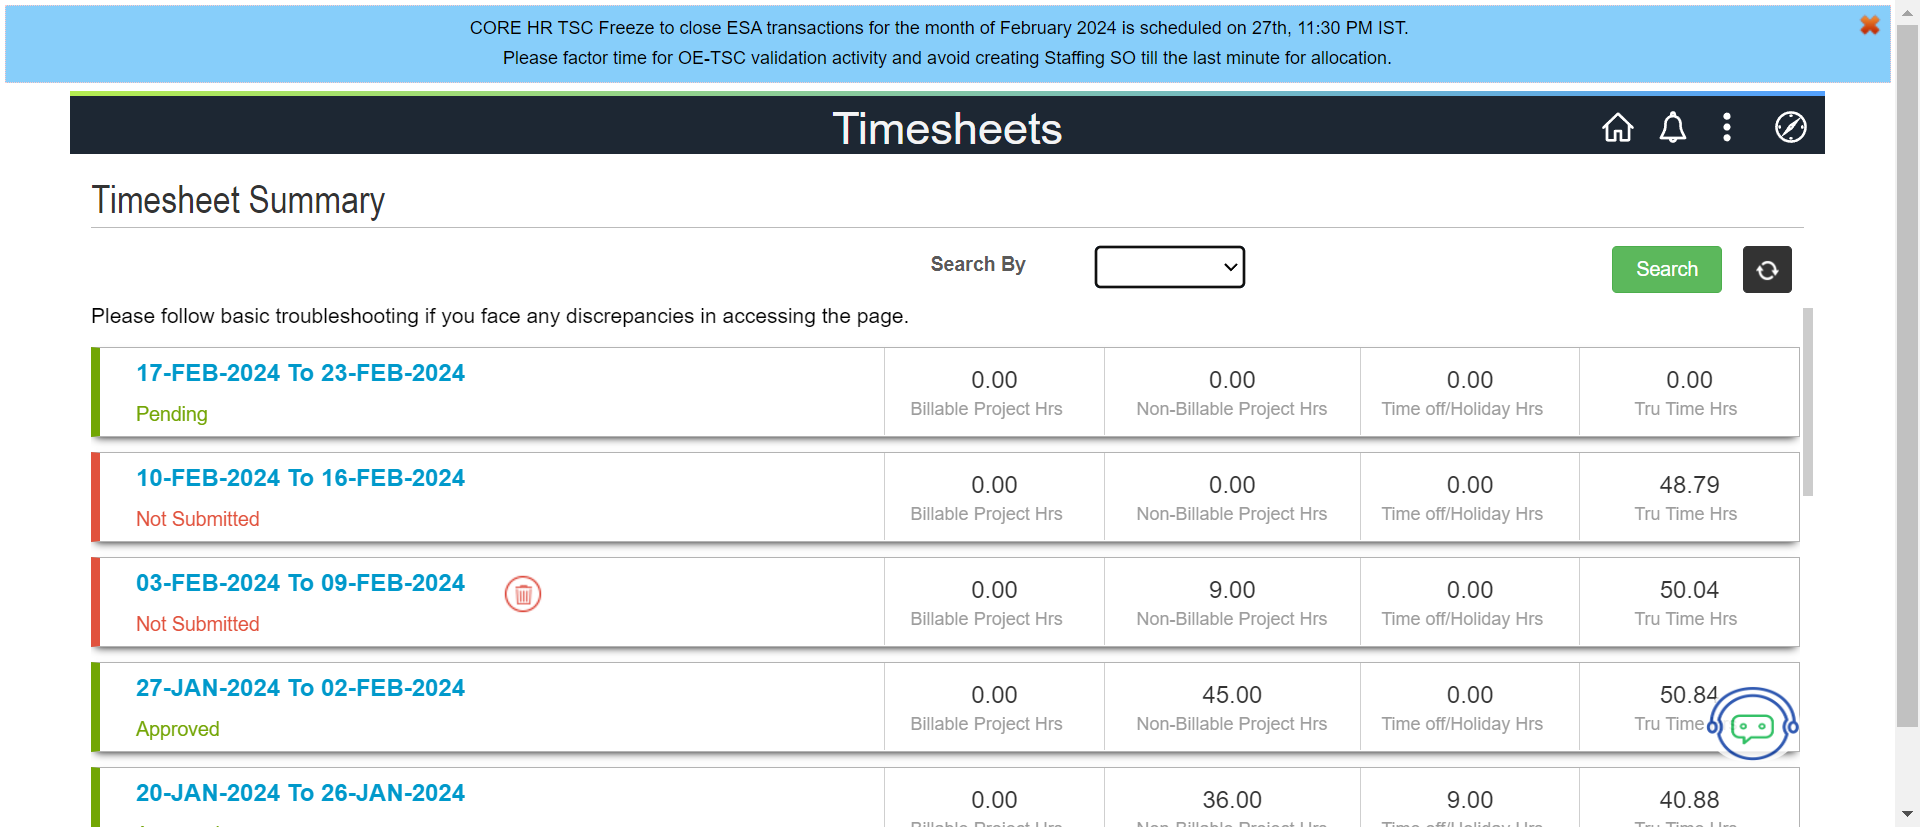 CORE HR TSC Freeze to close ESA transactions for the month of February 2024 is scheduled on 27th, 11:30 PM IST.
Please factor time for OE-TSC validation activity and avoid creating Staffing SO till the last minute for allocation.
Timesheets
Timesheet Summary
Search By
Search
Please follow basic troubleshooting if you face any discrepancies in accessing the page.
17-FEB-2024 To 23-FEB-2024
Pending
0.00 0.00 0.00 0.00
Billable Project Hrs Non-Billable Project Hrs Time off/Holiday Hrs Tru Time Hrs
10-FEB-2024 To 16-FEB-2024
Not Submitted
0.00 0.00 0.00 48.79
Billable Project Hrs Non-Billable Project Hrs Time off/Holiday Hrs Tru Time Hrs
03-FEB-2024 To 09-FEB-2024
Not Submitted
0.00 9.00 0.00 50.04
Billable Project Hrs Non-Billable Project Hrs Time off/Holiday Hrs Tru Time Hrs
27-JAN-2024 To 02-FEB-2024
Approved
0.00 45.00 0.00 50.84
Billable Project Hrs Non-Billable Project Hrs Time off/Holiday Hrs Tru Time
20-JAN-2024 To 26-JAN-2024
0.00 36.00 9.00 40.88